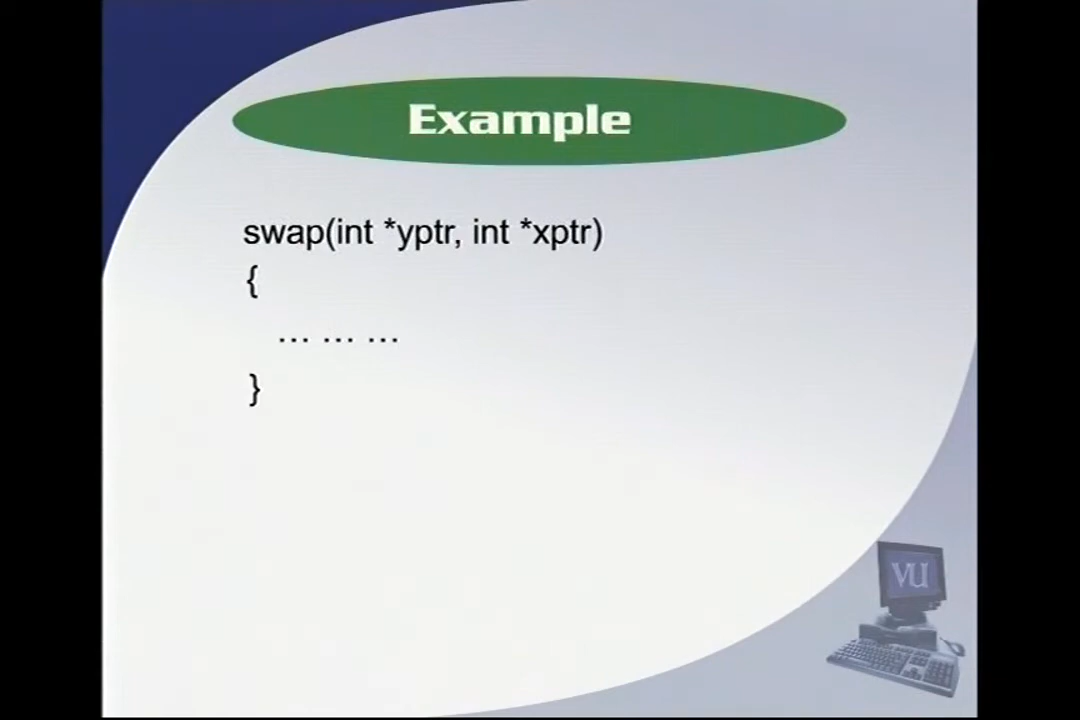 Example
swap(int *yptr, int *xptr)
{
... ... ...
}
VU